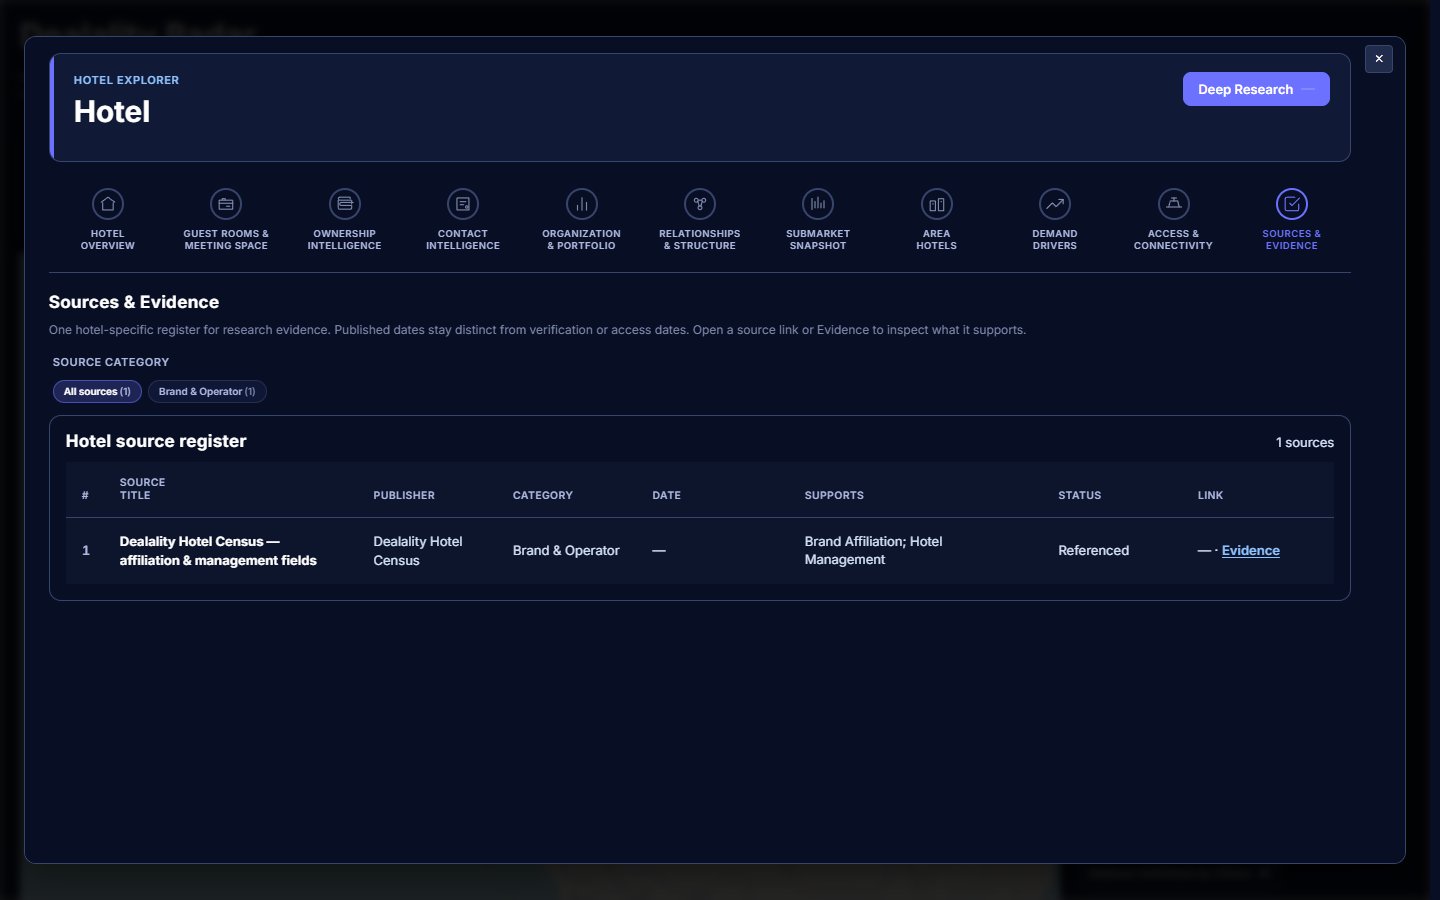 HOTEL EXPLORER
Hotel
Deep Research —
×
HOTEL
OVERVIEW
GUEST ROOMS &
MEETING SPACE
OWNERSHIP
INTELLIGENCE
CONTACT
INTELLIGENCE
ORGANIZATION
& PORTFOLIO
RELATIONSHIPS
& STRUCTURE
SUBMARKET
SNAPSHOT
AREA
HOTELS
DEMAND
DRIVERS
ACCESS &
CONNECTIVITY
SOURCES &
EVIDENCE
Sources & Evidence
One hotel-specific register for research evidence. Published dates stay distinct from verification or access dates. Open a source link or Evidence to inspect what it supports.
SOURCE CATEGORY
All sources (1)
Brand & Operator (1)
Hotel source register
1 sources
# SOURCE TITLE PUBLISHER CATEGORY DATE SUPPORTS STATUS LINK
1
Dealality Hotel Census —
affiliation & management fields
Dealality Hotel
Census
Brand & Operator
—
Brand Affiliation; Hotel
Management
Referenced
— · Evidence